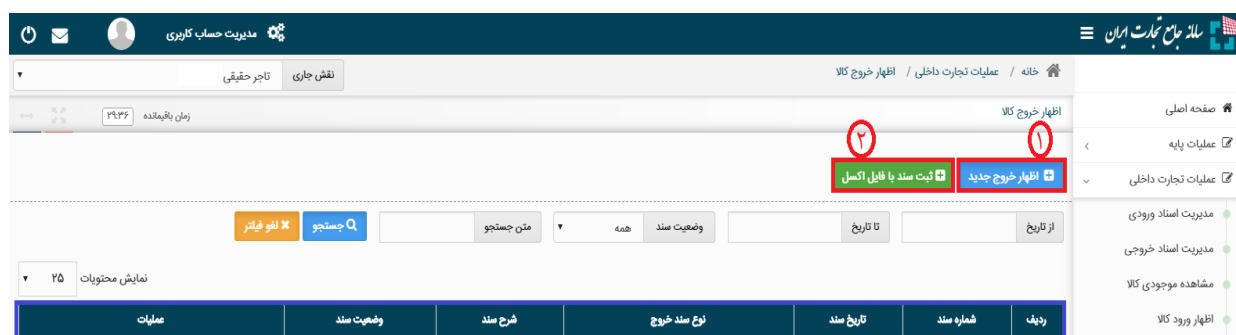 سامانه جامع تجارت ایران
مدیریت حساب کاربری
نقش جاری
تاجر حقیقی
خانه / عملیات تجارت داخلی / اظهار خروج کالا
صفحه اصلی
عملیات پایه
عملیات تجارت داخلی
مدیریت اسناد ورودی
مدیریت اسناد خروجی
مشاهده موجودی کالا
اظهار ورود کالا
اظهار خروج کالا
زمان باقیمانده ۲۹:۳۶
۱ ۲
اظهار خروج جدید
ثبت سند با فایل اکسل
از تاریخ
تا تاریخ
وضعیت سند همه
متن جستجو
جستجو
لغو فیلتر
نمایش محتویات ۲۵
ردیف شماره سند تاریخ سند نوع سند خروج شرح سند وضعیت سند عملیات